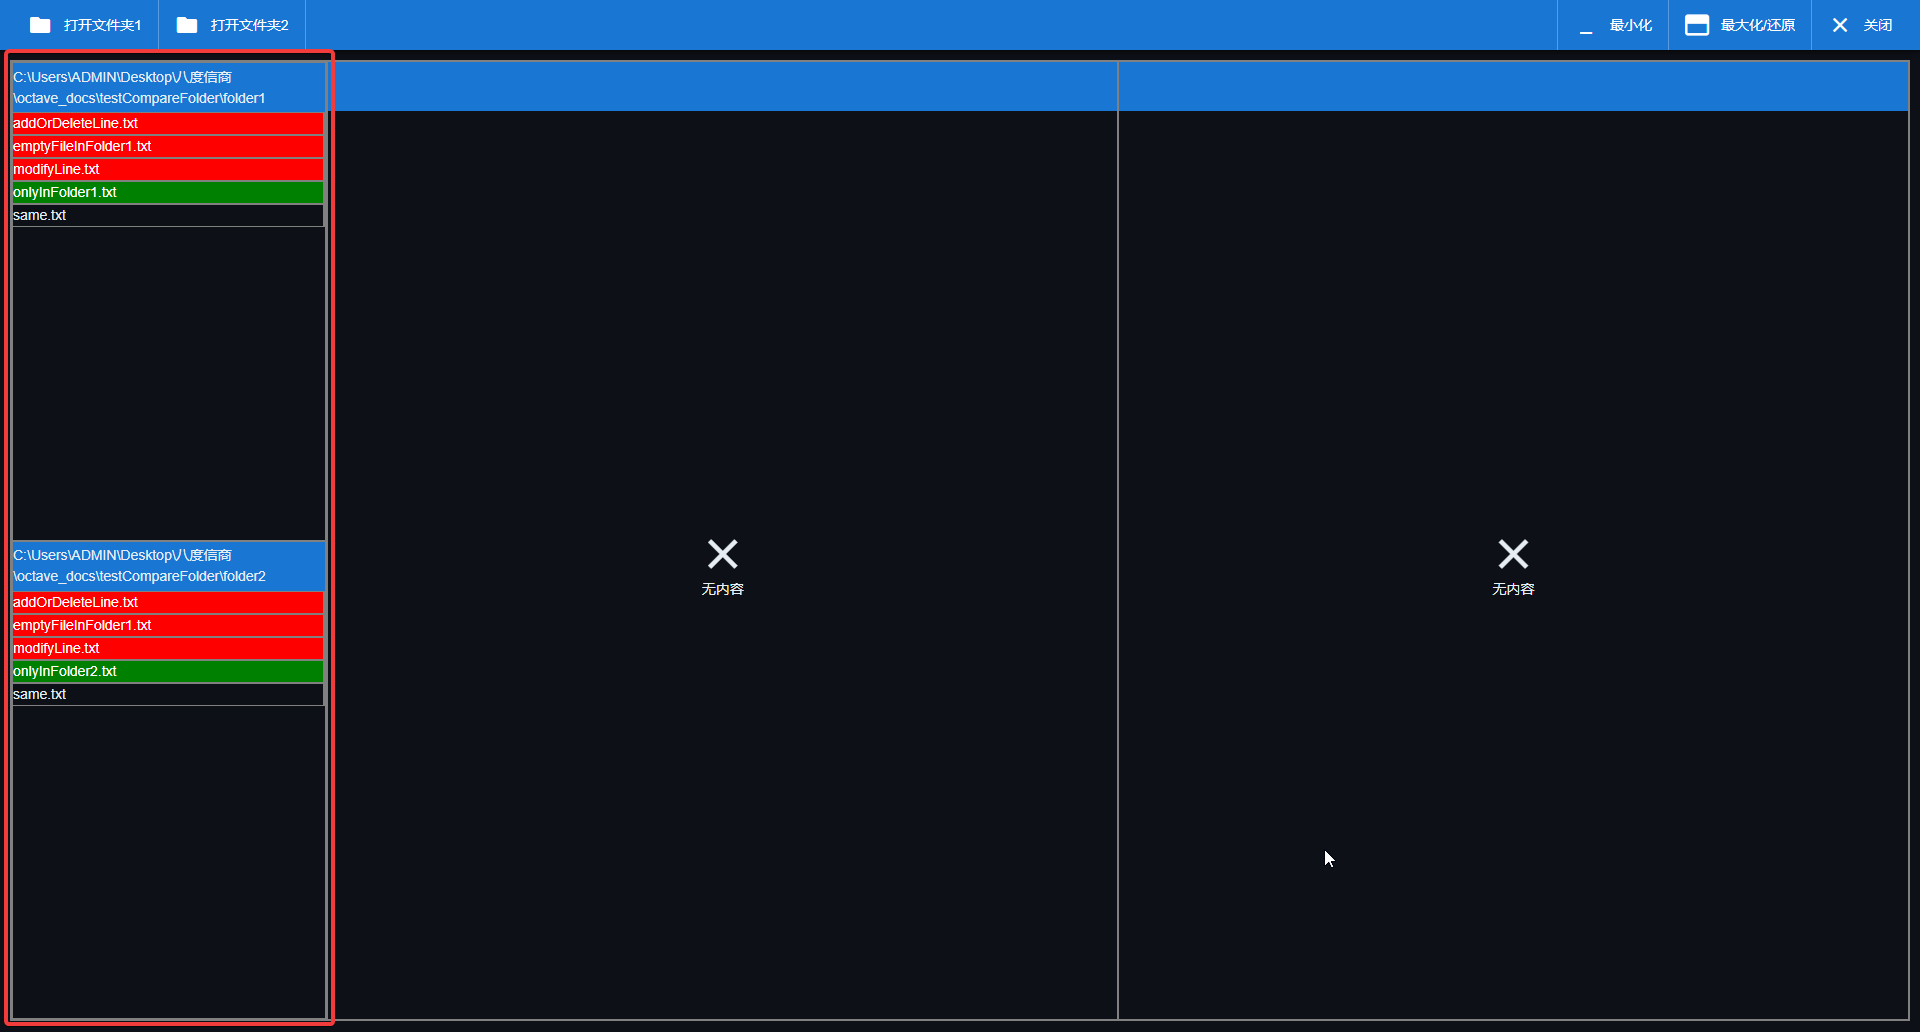 打开文件夹1
打开文件夹2
最小化
最大化/还原
关闭
C:\Users\ADMIN\Desktop\八度信商
\octave_docs\testCompareFolder\folder1
addOrDeleteLine.txt
emptyFileInFolder1.txt
modifyLine.txt
onlyInFolder1.txt
same.txt
C:\Users\ADMIN\Desktop\八度信商
\octave_docs\testCompareFolder\folder2
addOrDeleteLine.txt
emptyFileInFolder1.txt
modifyLine.txt
onlyInFolder2.txt
same.txt
无内容
无内容